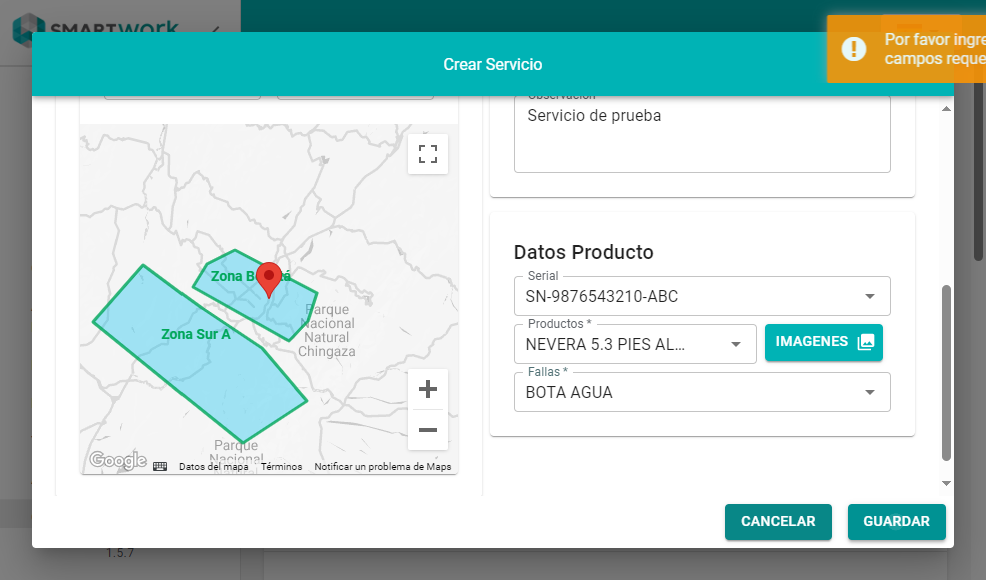 SMARTwork
Por favor ingre
campos reque
Crear Servicio
Observación
Servicio de prueba
Zona B
á
Zona Sur A
Parque
Nacional
Natural
Chingaza
Parque
Nacional
Google
Datos del mapa
Términos
Notificar un problema de Maps
Datos Producto
Serial
SN-9876543210-ABC
Productos *
NEVERA 5.3 PIES AL...
IMAGENES
Fallas *
BOTA AGUA
CANCELAR
GUARDAR
1.5.7